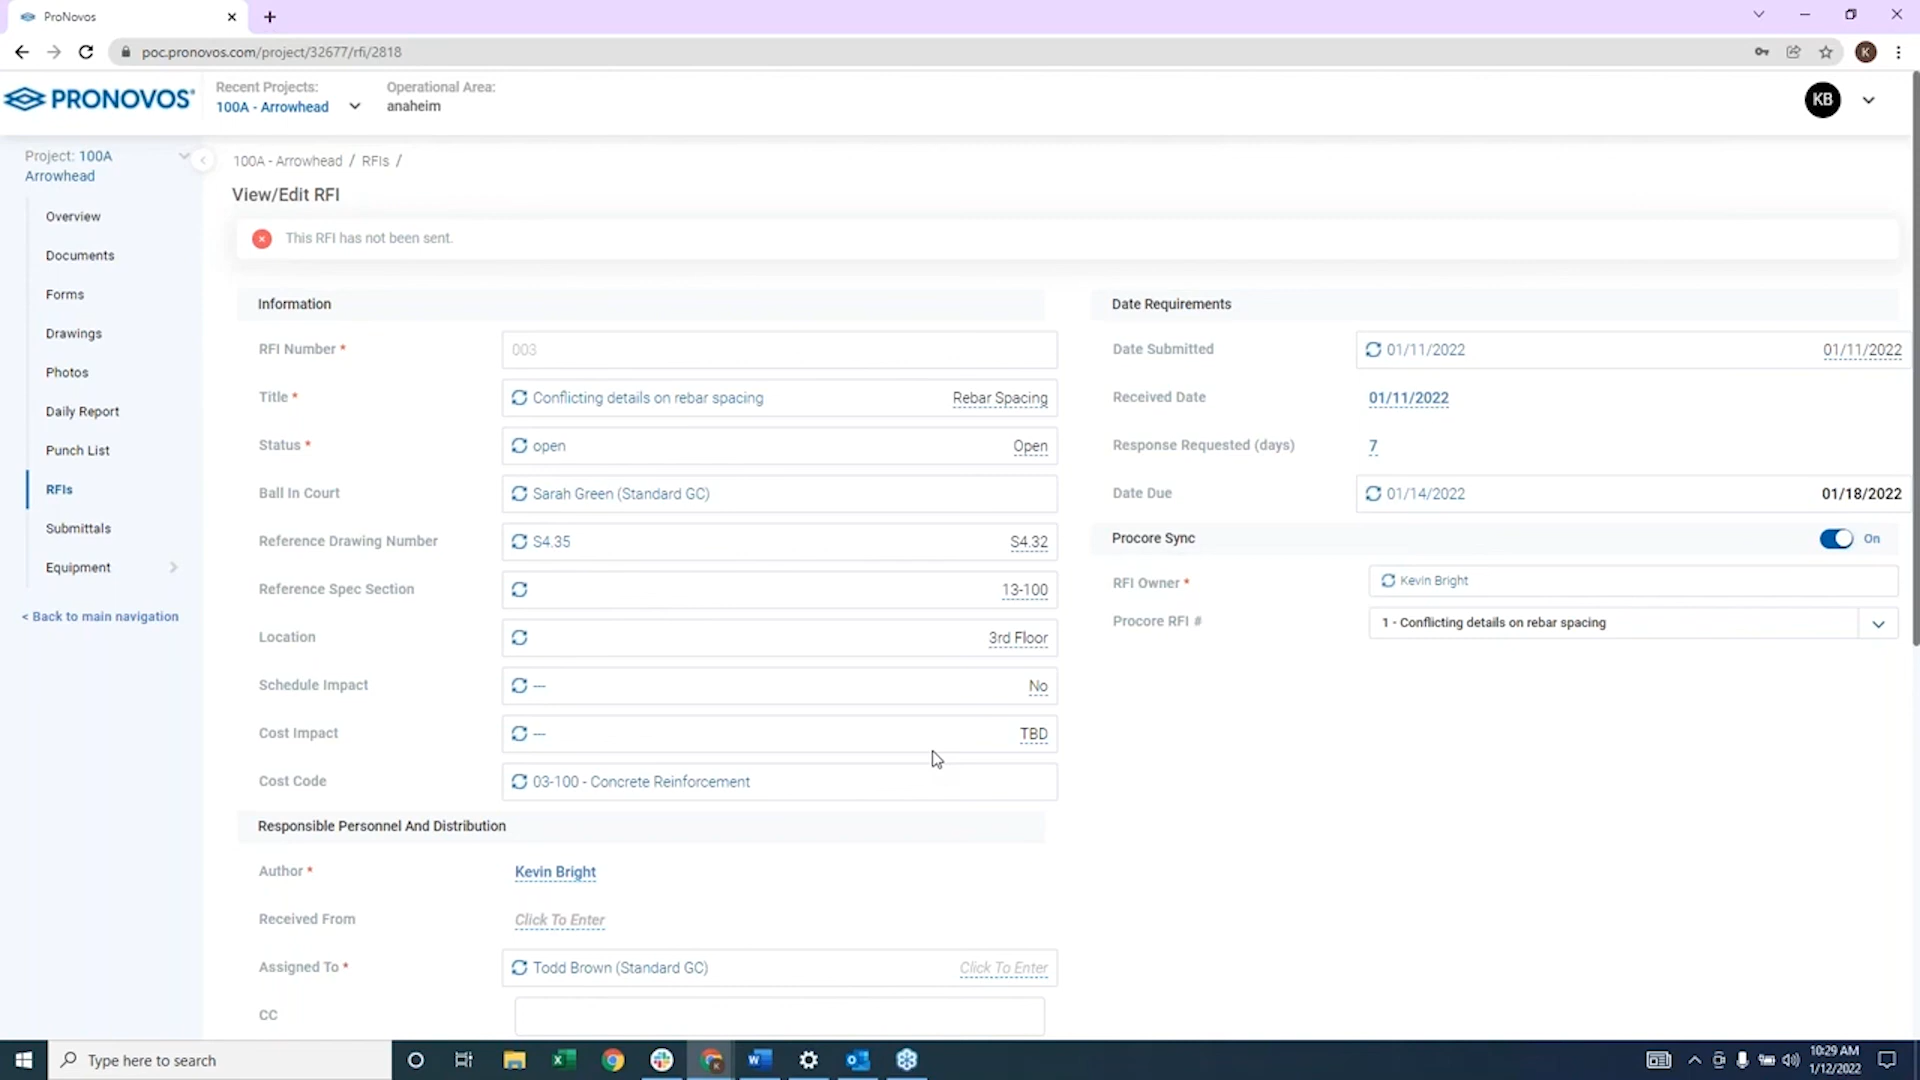 ProNovos
poc.pronovos.com/project/32677/rfi/2818
K
PRONOVOS
Recent Projects:
100A - Arrowhead
Operational Area:
anaheim
KB
Project: 100A
Arrowhead
Overview
Documents
Forms
Drawings
Photos
Daily Report
Punch List
RFIs
Submittals
Equipment
< Back to main navigation
100A - Arrowhead / RFIs /
View/Edit RFI
This RFI has not been sent.
Information
RFI Number * 003
Title * Conflicting details on rebar spacing Rebar Spacing
Status * open Open
Ball In Court Sarah Green (Standard GC)
Reference Drawing Number S4.35 S4.32
Reference Spec Section 13-100
Location 3rd Floor
Schedule Impact -- No
Cost Impact -- TBD
Cost Code 03-100 - Concrete Reinforcement
Responsible Personnel And Distribution
Author * Kevin Bright
Received From Click To Enter
Assigned To * Todd Brown (Standard GC) Click To Enter
CC
Date Requirements
Date Submitted 01/11/2022 01/11/2022
Received Date 01/11/2022
Response Requested (days) 7
Date Due 01/14/2022 01/18/2022
Procore Sync On
RFI Owner * Kevin Bright
Procore RFI # 1 - Conflicting details on rebar spacing
Type here to search
10:29 AM
1/12/2022